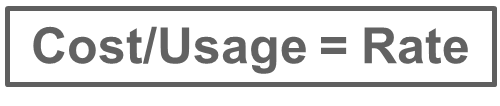 Cost/Usage = Rate